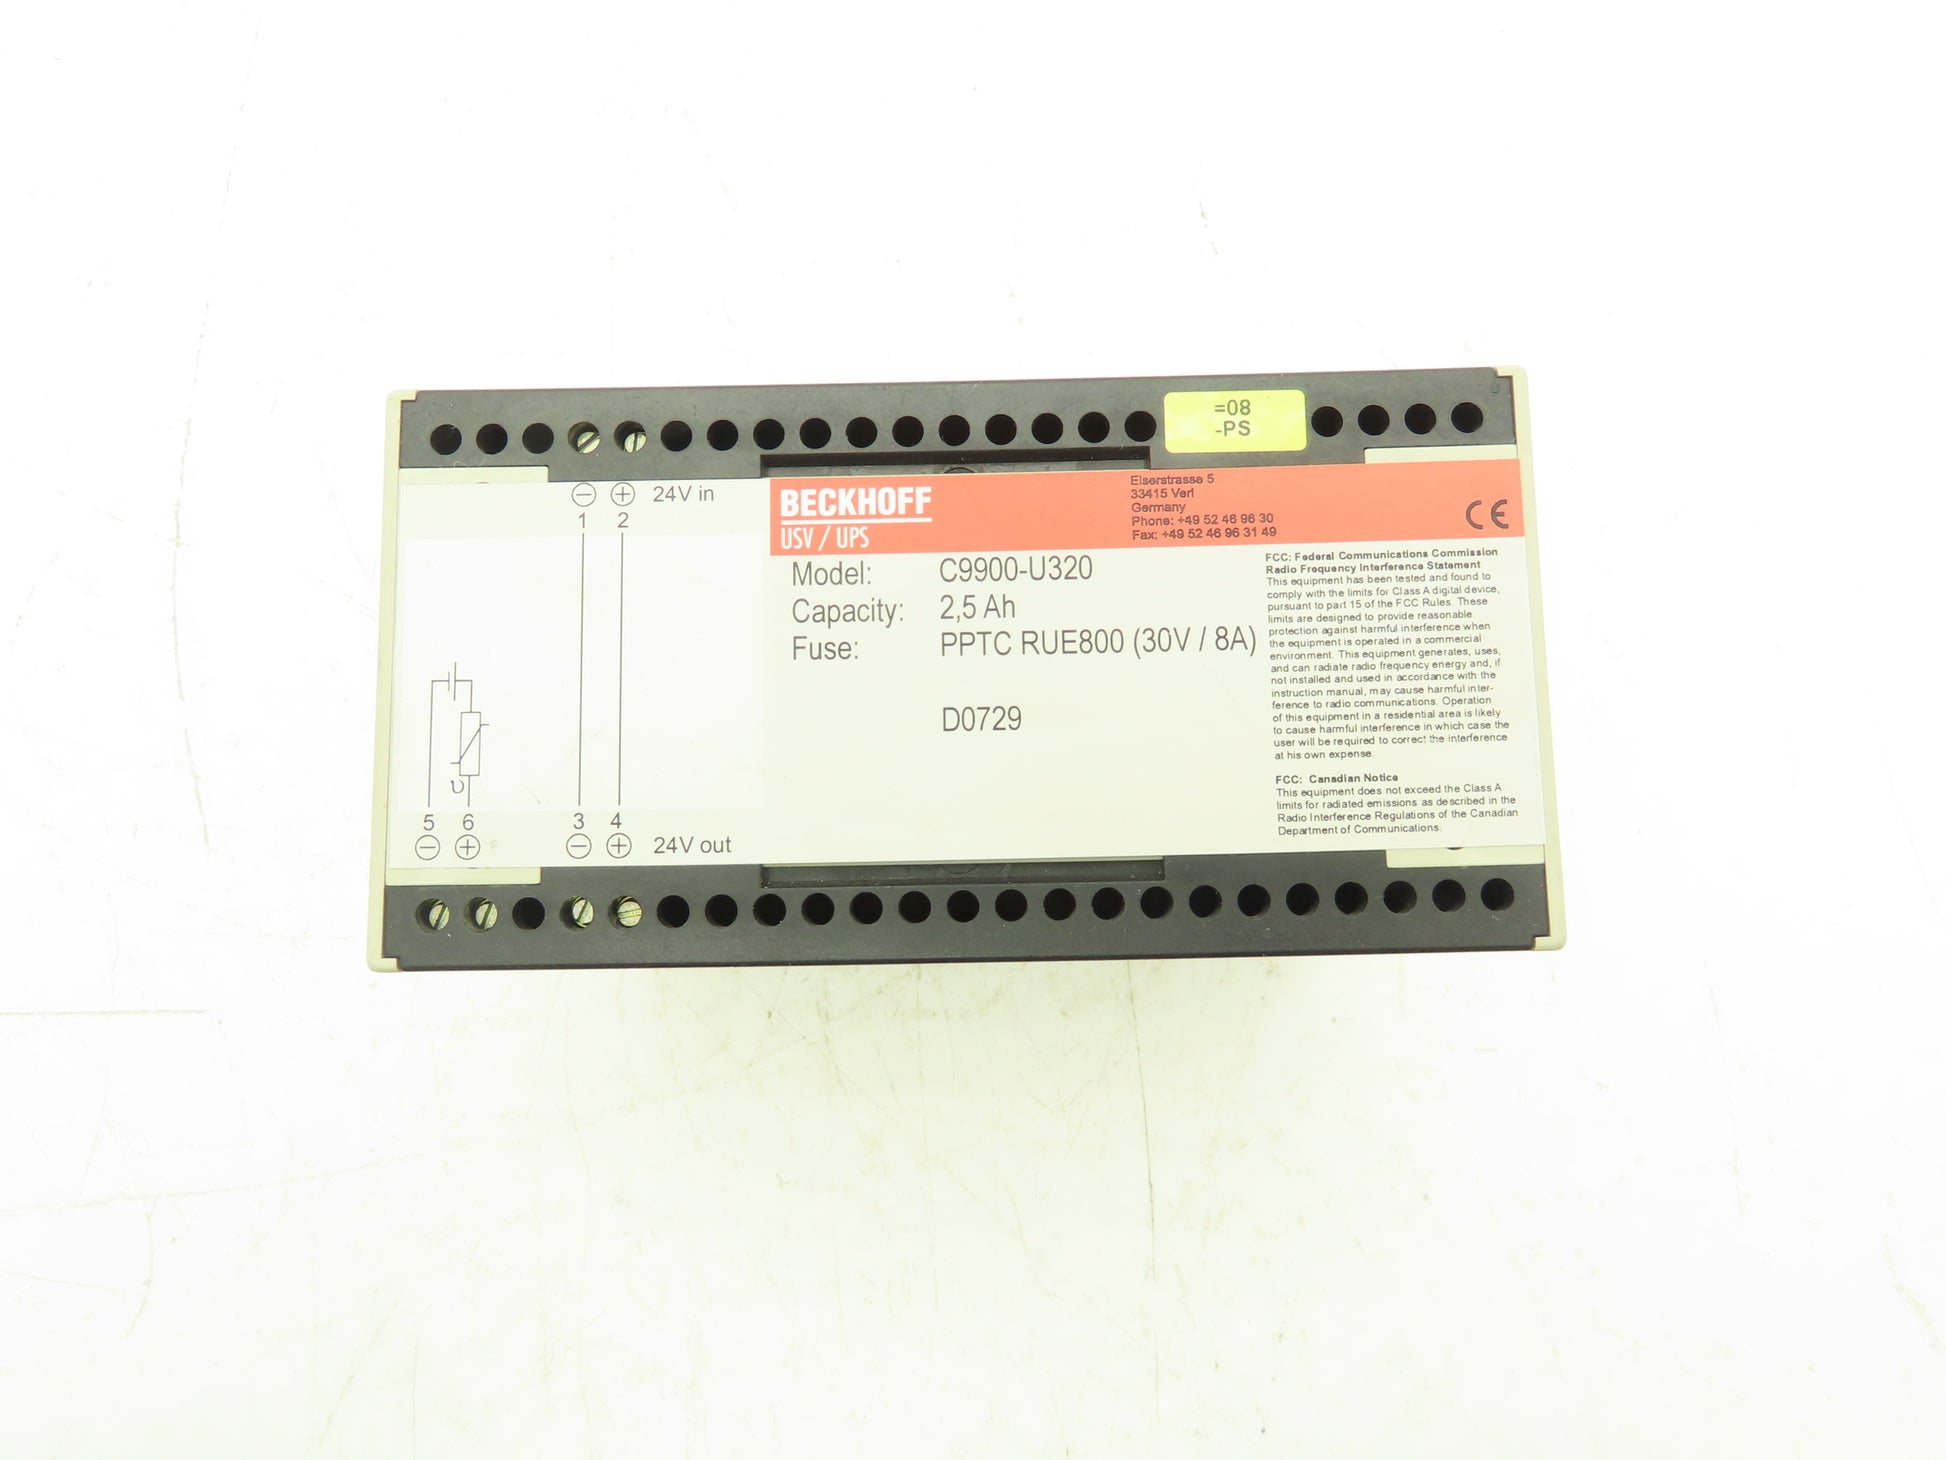 =08
-PS
24V in
1 2
5 6 3 4
24V out
BECKHOFF
USV / UPS
Elserstrasse 5
33415 Verl
Germany
Phone: +49 52 46 96 30
Fax: +49 52 46 96 31 49
CE
Model: C9900-U320
Capacity: 2,5 Ah
Fuse: PPTC RUE800 (30V / 8A)
D0729
FCC: Federal Communications Commission
Radio Frequency Interference Statement
This equipment has been tested and found to
comply with the limits for Class A digital device,
pursuant to part 15 of the FCC Rules. These
limits are designed to provide reasonable
protection against harmful interference when
the equipment is operated in a commercial
environment. This equipment generates, uses,
and can radiate radio frequency energy and, if
not installed and used in accordance with the
instruction manual, may cause harmful inter-
ference to radio communications. Operation
of this equipment in a residential area is likely
to cause harmful interference in which case the
user will be required to correct the interference
at his own expense.
FCC: Canadian Notice
This equipment does not exceed the Class A
limits for radiated emissions as described in the
Radio Interference Regulations of the Canadian
Department of Communications.